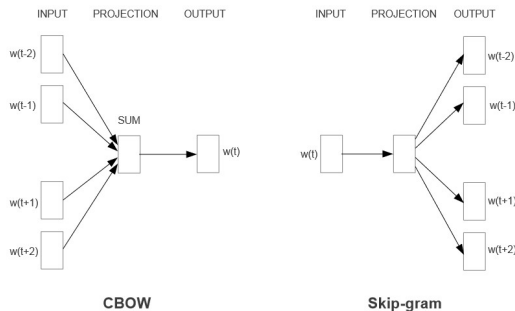 INPUT PROJECTION OUTPUT
w(t-2)
w(t-1)
SUM
w(t)
w(t+1)
w(t+2)
CBOW
INPUT PROJECTION OUTPUT
w(t-2)
w(t-1)
w(t)
w(t+1)
w(t+2)
Skip-gram